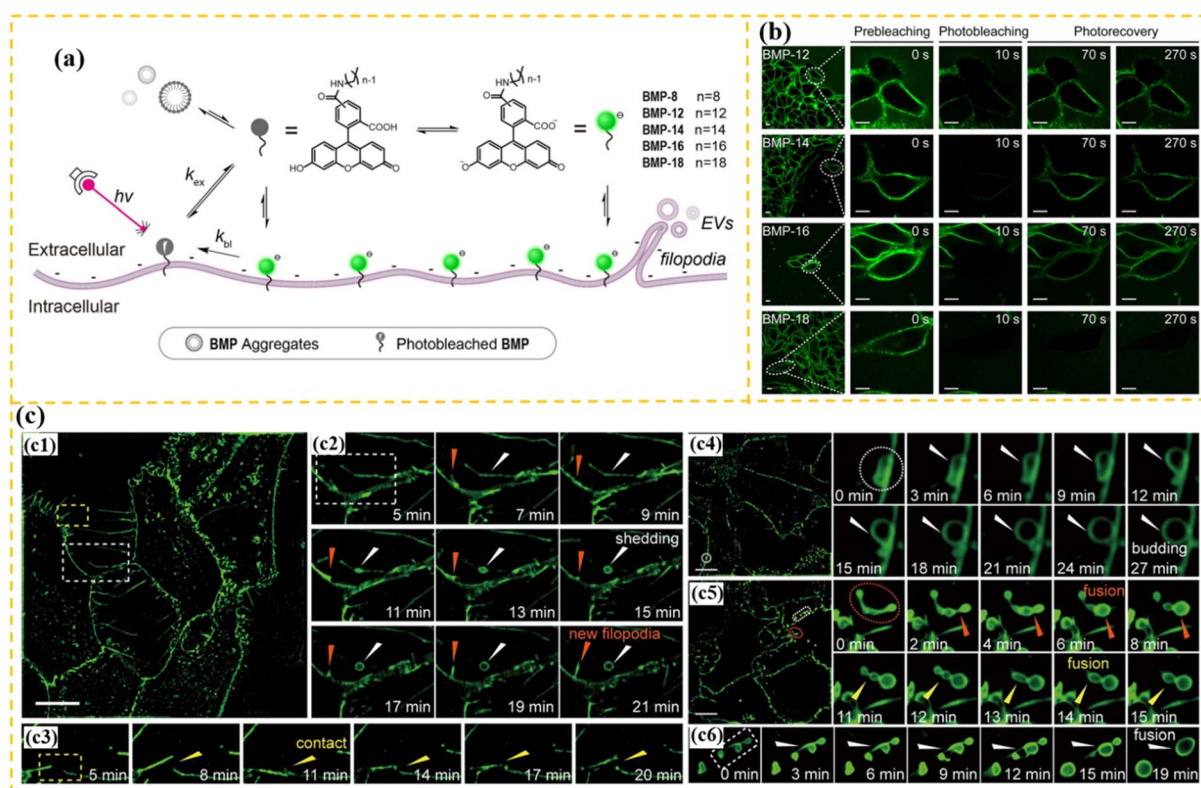 (a)
HN
n-1
O
COOH
HO
O
O
HN
n-1
O
COO⁻
⁻O
O
O
=
=
⊖
BMP-8 n=8
BMP-12 n=12
BMP-14 n=14
BMP-16 n=16
BMP-18 n=18
hν
kex
kbl
EVs
filopodia
Extracellular
Intracellular
BMP Aggregates
Photobleached BMP
(b)
Prebleaching Photobleaching Photorecovery
BMP-12 0 s 10 s 70 s 270 s
BMP-14 0 s 10 s 70 s 270 s
BMP-16 0 s 10 s 70 s 270 s
BMP-18 0 s 10 s 70 s 270 s
(c)
(c1)
(c2)
5 min 7 min 9 min
shedding
11 min 13 min 15 min
new filopodia
17 min 19 min 21 min
(c3)
contact
5 min 8 min 11 min 14 min 17 min 20 min
(c4)
0 min 3 min 6 min 9 min 12 min
budding
15 min 18 min 21 min 24 min 27 min
(c5)
fusion
0 min 2 min 4 min 6 min 8 min
fusion
11 min 12 min 13 min 14 min 15 min
(c6)
fusion
0 min 3 min 6 min 9 min 12 min 15 min 19 min